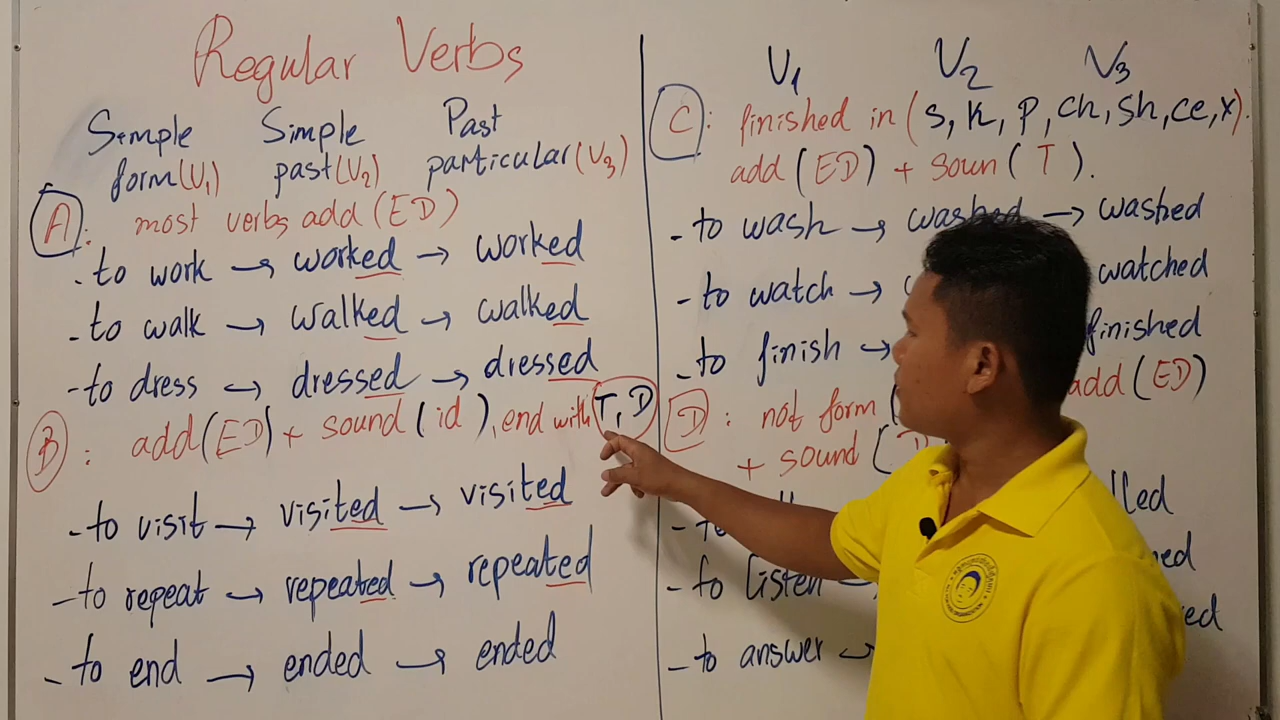 Regular Verbs
Simple Simple Past
form (V1) past (V2) particular (V3)
A: most verbs add (ED)
- to work → worked → worked
- to walk → walked → walked
- to dress → dressed → dressed
B: add (ED) + sound (id), end with T, D
- to visit → visited → visited
- to repeat → repeated → repeated
- to end → ended → ended
V1 V2 V3
C: finished in (s, k, p, ch, sh, ce, x).
add (ED) + soun (T).
- to wash → washed → washed
- to watch → watched
- to finish → finished
D: not form add (ED)
+ sound
- to
- to listen →
- to answer →